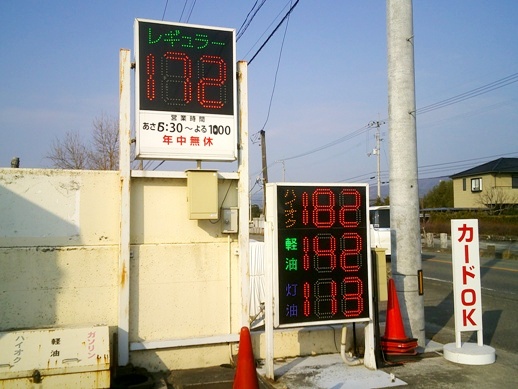 レギュラー
172
営業時間
あさ6:30～よる10:00
年中無休
ハイオク 182
軽油
灯油
カードOK
ハイオク
軽油
ガソリン